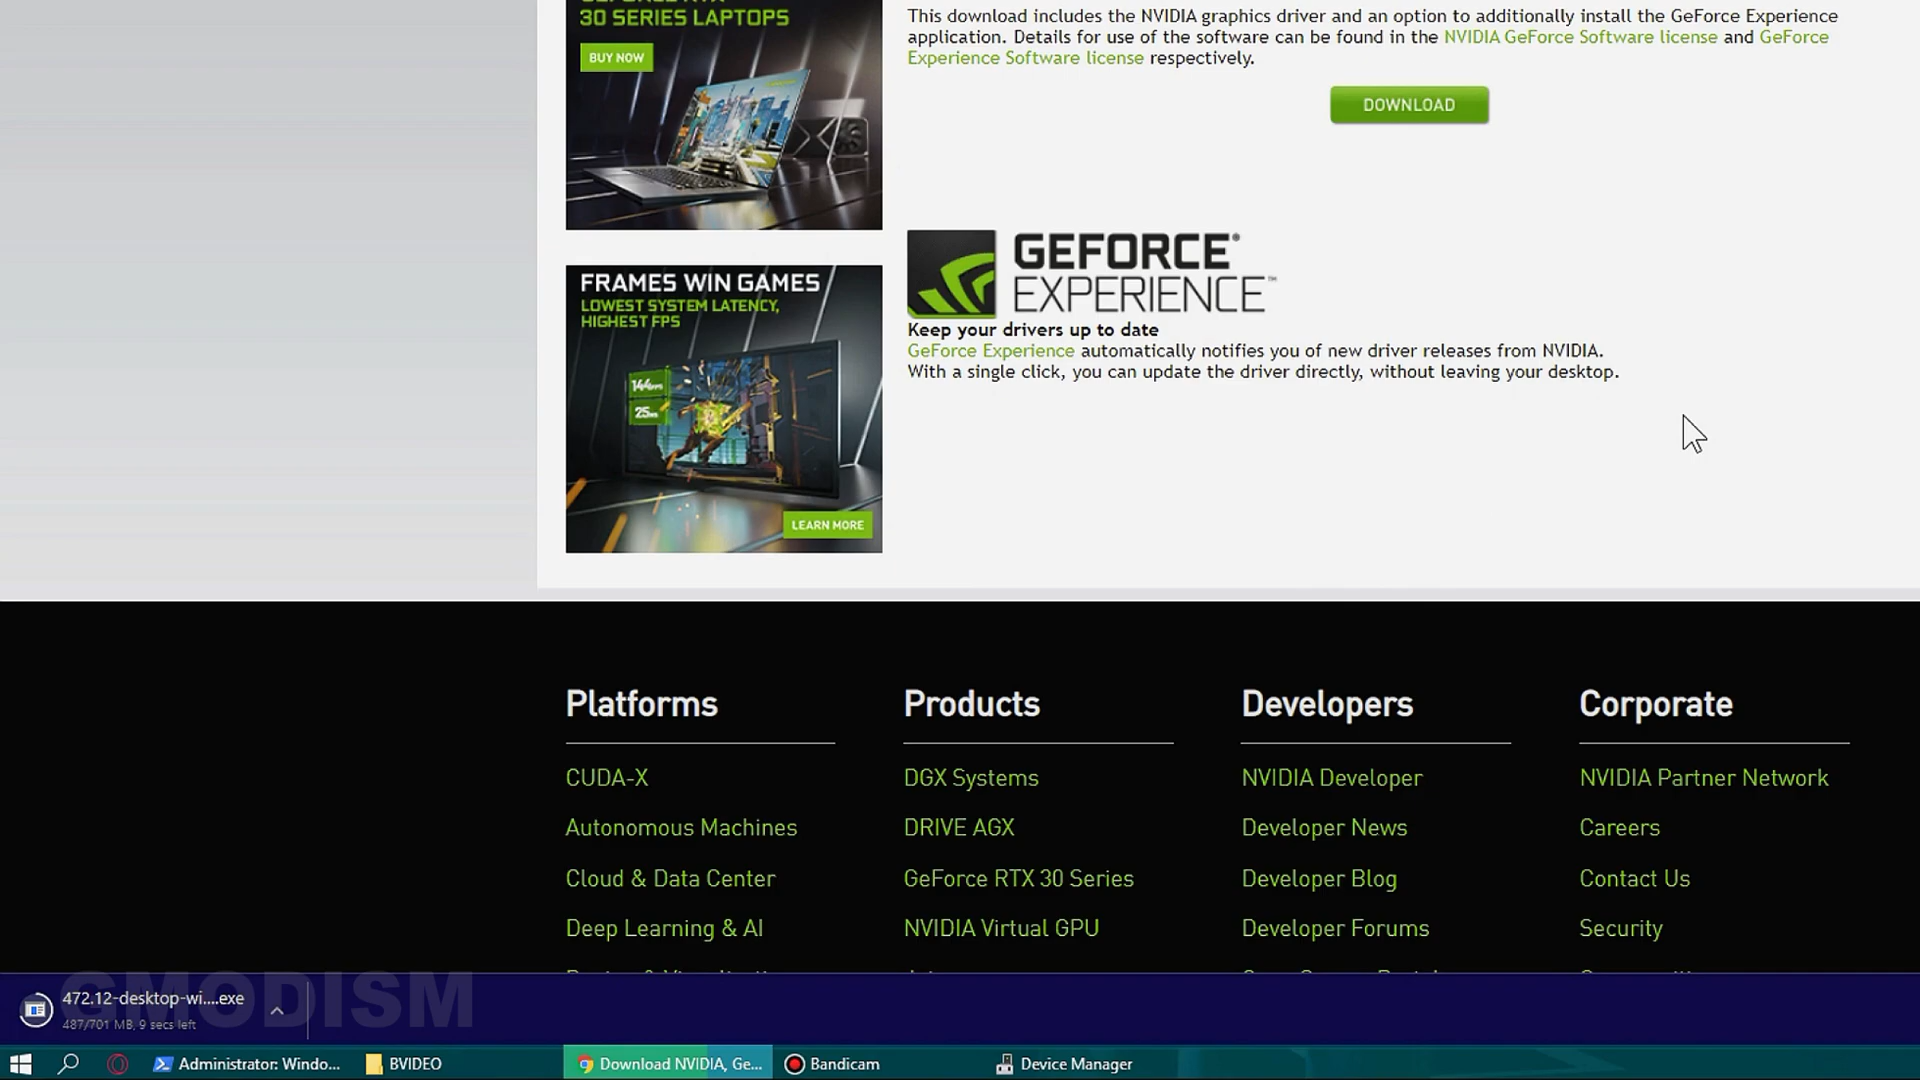 GEFORCE RTX
30 SERIES LAPTOPS
BUY NOW
This download includes the NVIDIA graphics driver and an option to additionally install the GeForce Experience
application. Details for use of the software can be found in the NVIDIA GeForce Software license and GeForce
Experience Software license respectively.
DOWNLOAD
FRAMES WIN GAMES
LOWEST SYSTEM LATENCY,
HIGHEST FPS
144FPS
25MS
LEARN MORE
GEFORCE®
EXPERIENCE™
Keep your drivers up to date
GeForce Experience automatically notifies you of new driver releases from NVIDIA.
With a single click, you can update the driver directly, without leaving your desktop.
Platforms
CUDA-X
Autonomous Machines
Cloud & Data Center
Deep Learning & AI
Products
DGX Systems
DRIVE AGX
GeForce RTX 30 Series
NVIDIA Virtual GPU
Developers
NVIDIA Developer
Developer News
Developer Blog
Developer Forums
Corporate
NVIDIA Partner Network
Careers
Contact Us
Security
GMODISM
472.12-desktop-wi....exe
487/701 MB, 9 secs left
Administrator: Windo...
BVIDEO
Download NVIDIA, Ge...
Bandicam
Device Manager